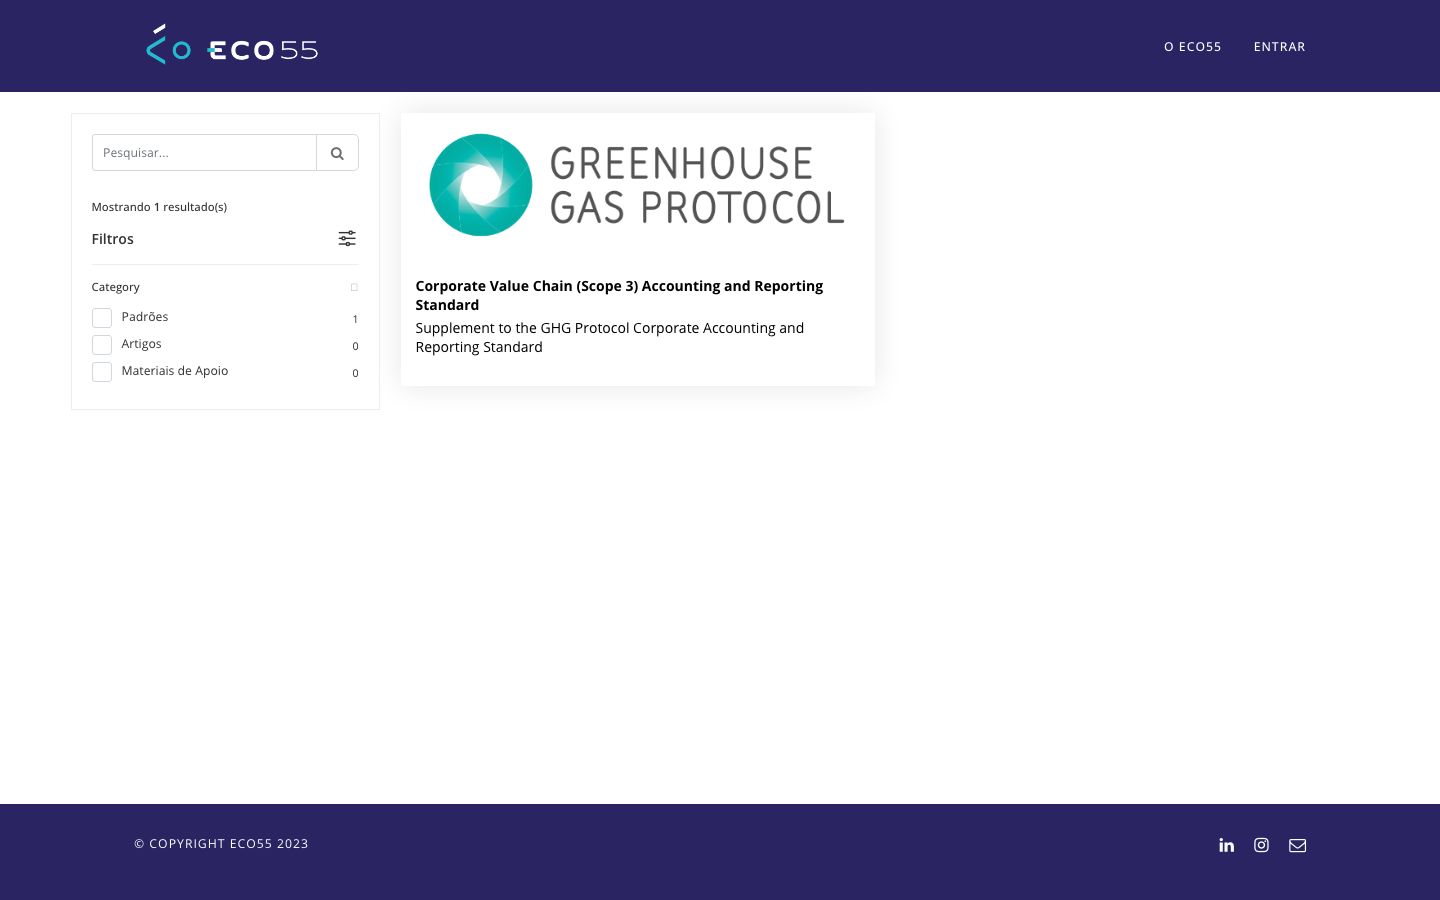 ECO55
O ECO55
ENTRAR
Pesquisar...
Mostrando 1 resultado(s)
Filtros
Category
Padrões 1
Artigos 0
Materiais de Apoio 0
GREENHOUSE
GAS PROTOCOL
Corporate Value Chain (Scope 3) Accounting and Reporting
Standard
Supplement to the GHG Protocol Corporate Accounting and
Reporting Standard
© COPYRIGHT ECO55 2023